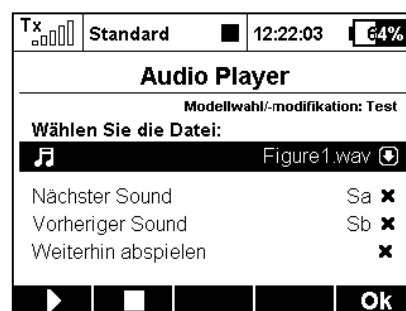 Tx Standard 12:22:03 64%
Audio Player
Modellwahl/-modifikation: Test
Wählen Sie die Datei:
Figure1.wav
Nächster Sound Sa
Vorheriger Sound Sb
Weiterhin abspielen
Ok